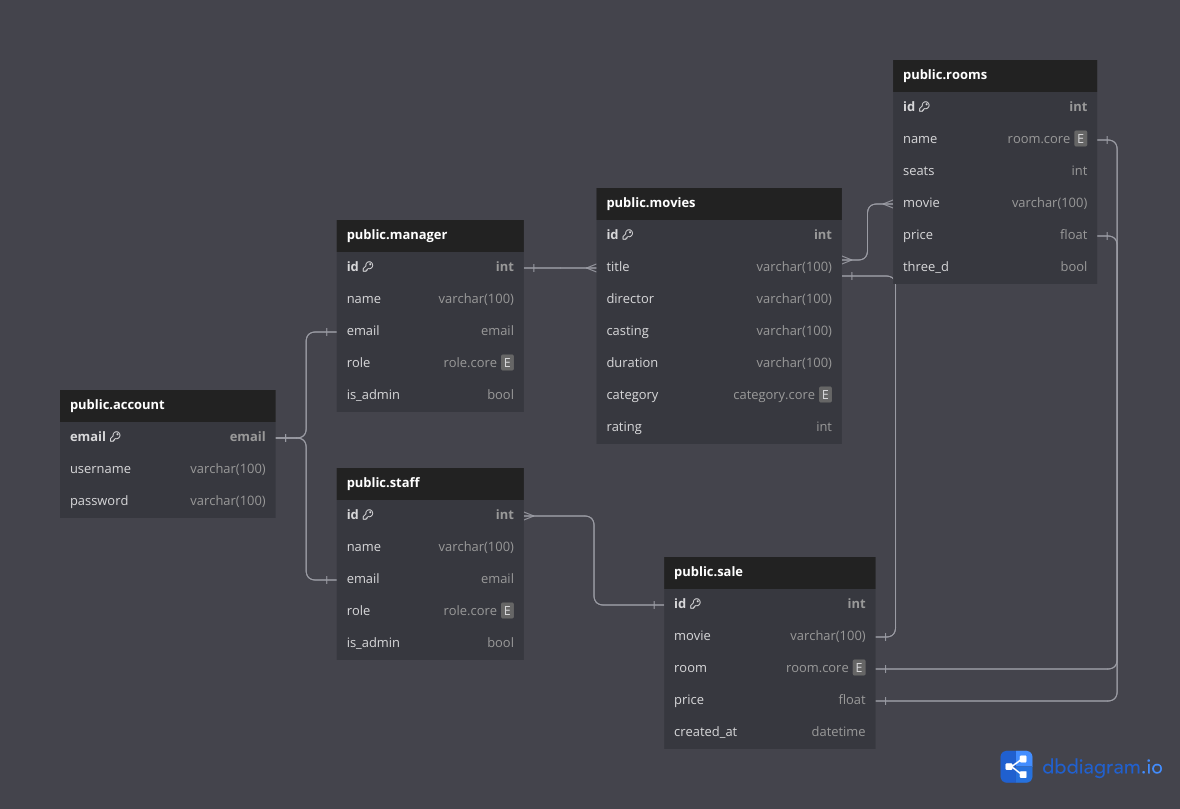 public.rooms
id int
name room.core E
seats int
movie varchar(100)
price float
three_d bool
public.movies
id int
title varchar(100)
director varchar(100)
casting varchar(100)
duration varchar(100)
category category.core E
rating int
public.manager
id int
name varchar(100)
email email
role role.core E
is_admin bool
public.account
email email
username varchar(100)
password varchar(100)
public.staff
id int
name varchar(100)
email email
role role.core E
is_admin bool
public.sale
id int
movie varchar(100)
room room.core E
price float
created_at datetime
dbdiagram.io